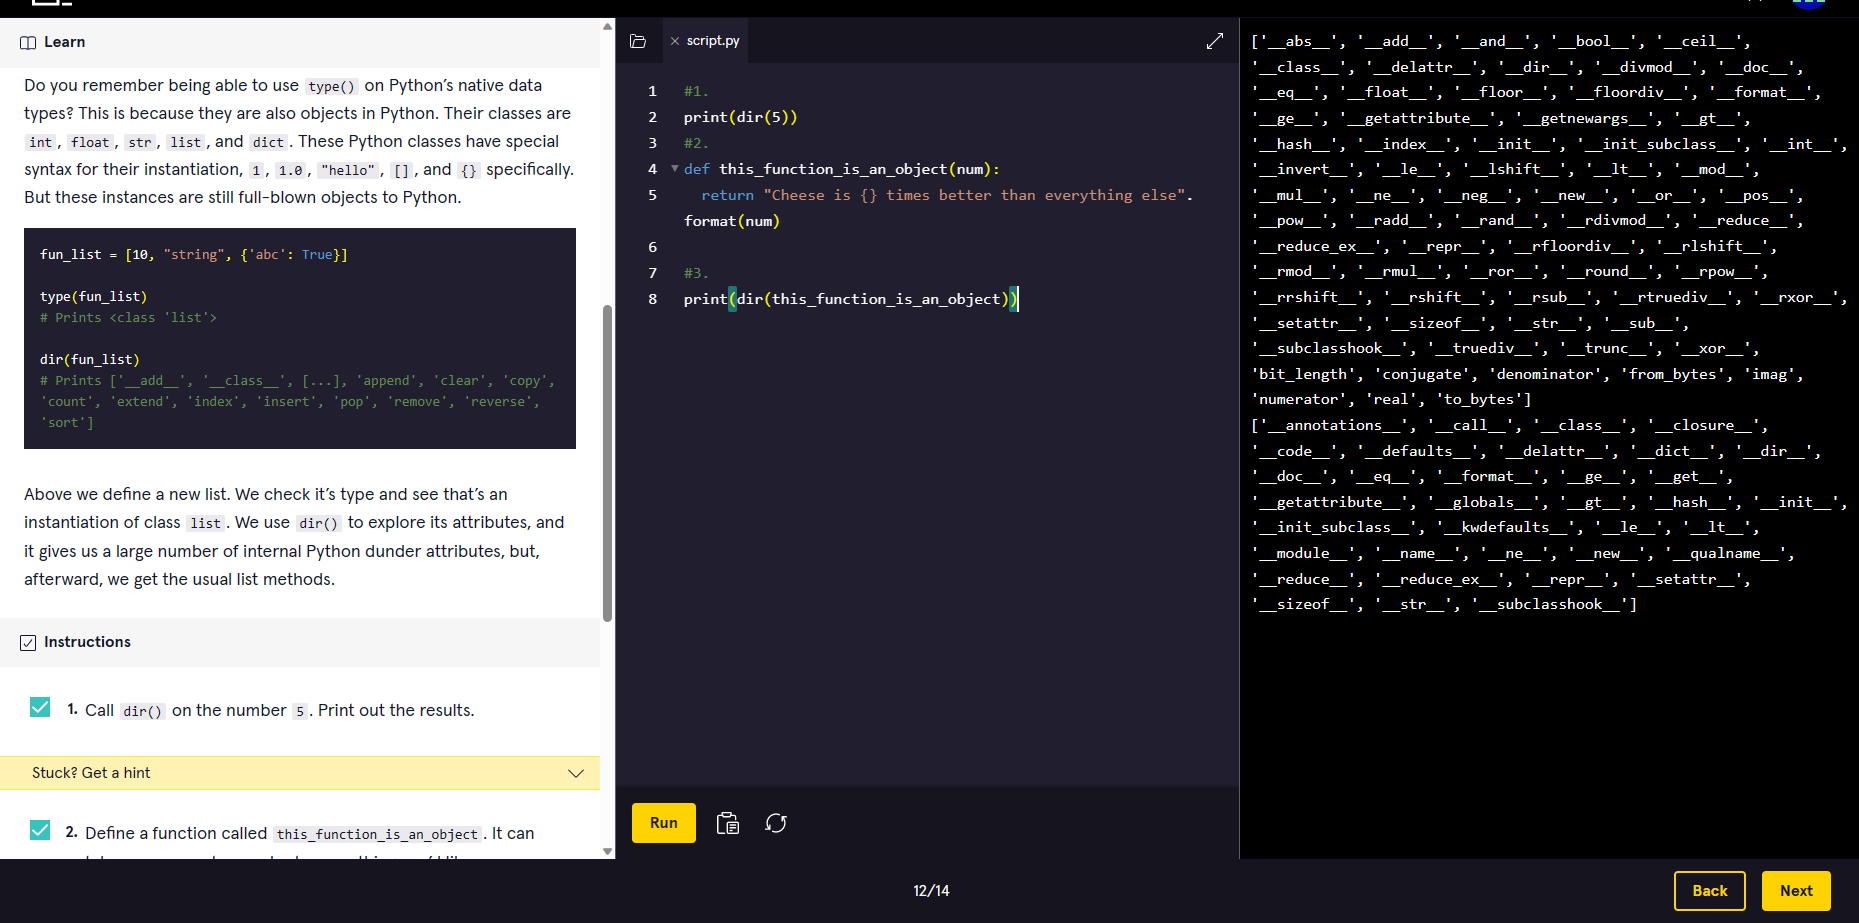 Learn
Do you remember being able to use type() on Python’s native data
types? This is because they are also objects in Python. Their classes are
int, float, str, list, and dict. These Python classes have special
syntax for their instantiation, 1, 1.0, "hello", [], and {} specifically.
But these instances are still full-blown objects to Python.
fun_list = [10, "string", {'abc': True}]
type(fun_list)
# Prints <class 'list'>
dir(fun_list)
# Prints ['__add__', '__class__', [...], 'append', 'clear', 'copy',
'count', 'extend', 'index', 'insert', 'pop', 'remove', 'reverse',
'sort']
Above we define a new list. We check it’s type and see that’s an
instantiation of class list. We use dir() to explore its attributes, and
it gives us a large number of internal Python dunder attributes, but,
afterward, we get the usual list methods.
Instructions
1. Call dir() on the number 5. Print out the results.
Stuck? Get a hint
2. Define a function called this_function_is_an_object. It can
script.py
1 #1.
2 print(dir(5))
3 #2.
4 def this_function_is_an_object(num):
5 return "Cheese is {} times better than everything else".
format(num)
6
7 #3.
8 print(dir(this_function_is_an_object))
Run
['__abs__', '__add__', '__and__', '__bool__', '__ceil__',
'__class__', '__delattr__', '__dir__', '__divmod__', '__doc__',
'__eq__', '__float__', '__floor__', '__floordiv__', '__format__',
'__ge__', '__getattribute__', '__getnewargs__', '__gt__',
'__hash__', '__index__', '__init__', '__init_subclass__', '__int__',
'__invert__', '__le__', '__lshift__', '__lt__', '__mod__',
'__mul__', '__ne__', '__neg__', '__new__', '__or__', '__pos__',
'__pow__', '__radd__', '__rand__', '__rdivmod__', '__reduce__',
'__reduce_ex__', '__repr__', '__rfloordiv__', '__rlshift__',
'__rmod__', '__rmul__', '__ror__', '__round__', '__rpow__',
'__rrshift__', '__rshift__', '__rsub__', '__rtruediv__', '__rxor__',
'__setattr__', '__sizeof__', '__str__', '__sub__',
'__subclasshook__', '__truediv__', '__trunc__', '__xor__',
'bit_length', 'conjugate', 'denominator', 'from_bytes', 'imag',
'numerator', 'real', 'to_bytes']
['__annotations__', '__call__', '__class__', '__closure__',
'__code__', '__defaults__', '__delattr__', '__dict__', '__dir__',
'__doc__', '__eq__', '__format__', '__ge__', '__get__',
'__getattribute__', '__globals__', '__gt__', '__hash__', '__init__',
'__init_subclass__', '__kwdefaults__', '__le__', '__lt__',
'__module__', '__name__', '__ne__', '__new__', '__qualname__',
'__reduce__', '__reduce_ex__', '__repr__', '__setattr__',
'__sizeof__', '__str__', '__subclasshook__']
12/14
Back
Next